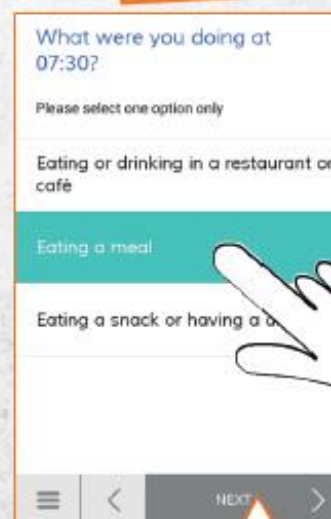 What were you doing at
07:30?
Please select one option only
Eating or drinking in a restaurant or
café
Eating a meal
Eating a snack or having a
NEXT